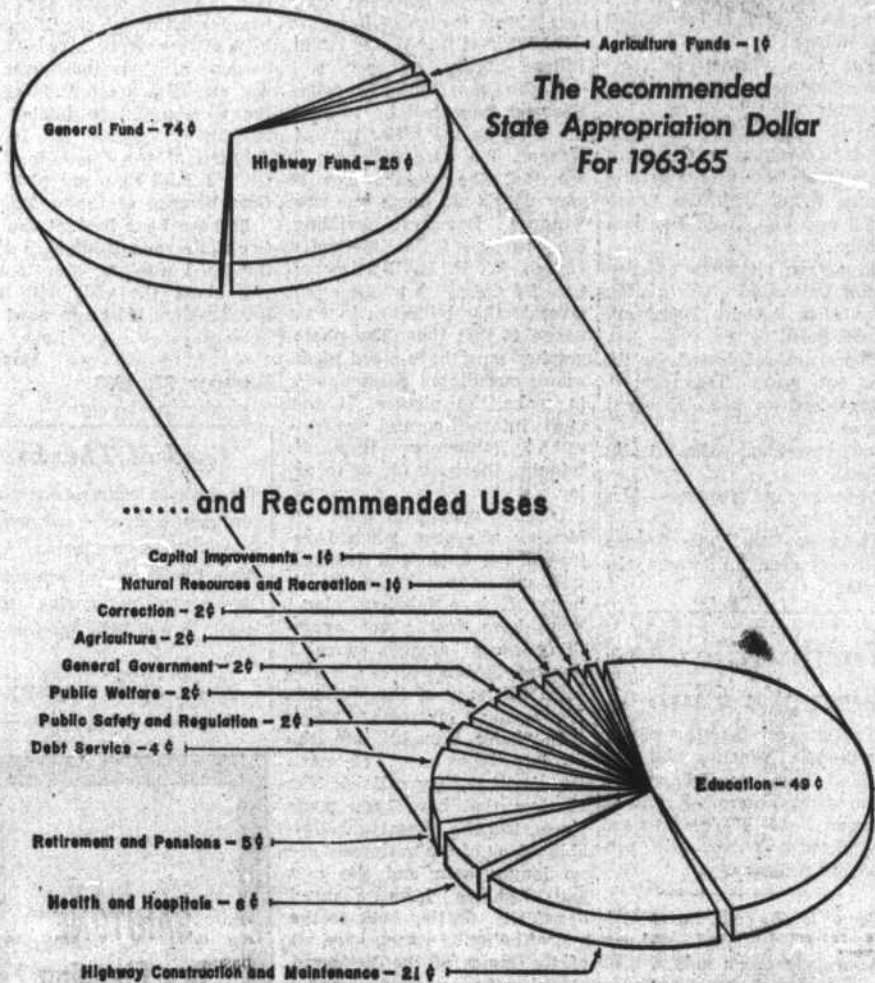 Agriculture Funds - 1¢
The Recommended
State Appropriation Dollar
For 1963-65
General Fund - 74¢
Highway Fund - 25¢
......and Recommended Uses
Capital Improvements - 1¢
Natural Resources and Recreation - 1¢
Correction - 2¢
Agriculture - 2¢
General Government - 2¢
Public Welfare - 2¢
Public Safety and Regulation - 2¢
Debt Service - 4¢
Education - 49¢
Retirement and Pensions - 5¢
Health and Hospitals - 6¢
Highway Construction and Maintenance - 21¢